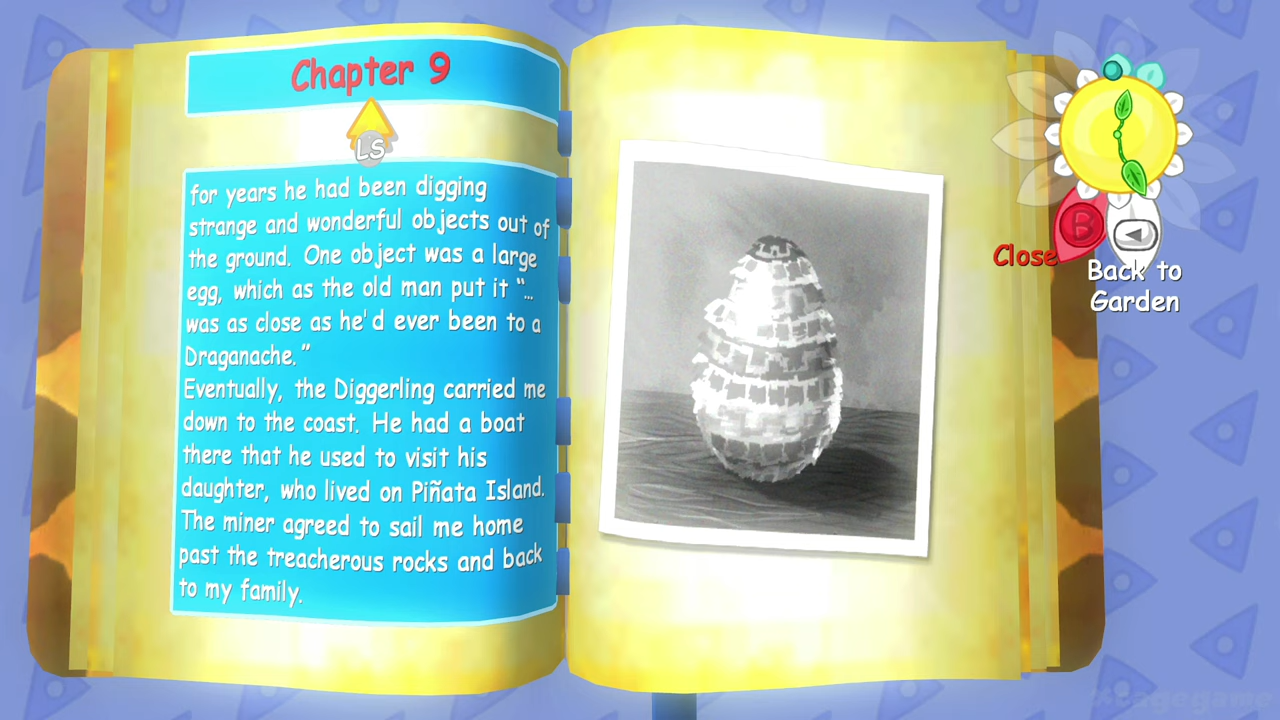 Chapter 9
LS
for years he had been digging
strange and wonderful objects out of
the ground. One object was a large
egg, which as the old man put it “...
was as close as he'd ever been to a
Draganache.”
Eventually, the Diggerling carried me
down to the coast. He had a boat
there that he used to visit his
daughter, who lived on Piñata Island.
The miner agreed to sail me home
past the treacherous rocks and back
to my family.
B
Close
Back to
Garden